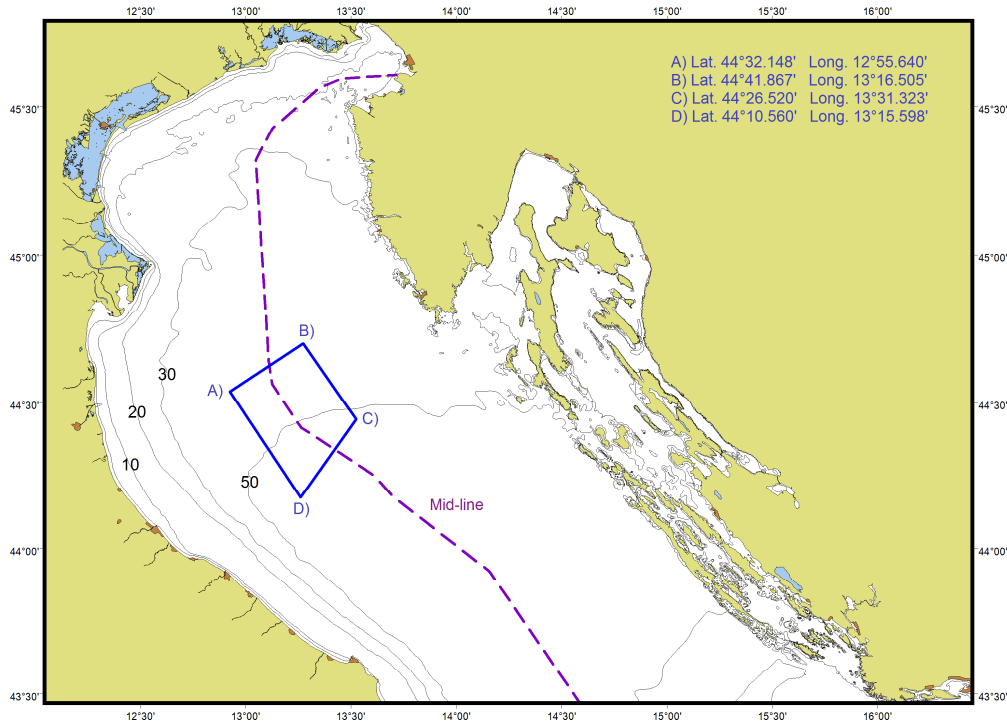 12°30' 13°00' 13°30' 14°00' 14°30' 15°00' 15°30' 16°00'
A) Lat. 44°32.148' Long. 12°55.640'
B) Lat. 44°41.867' Long. 13°16.505'
C) Lat. 44°26.520' Long. 13°31.323'
D) Lat. 44°10.560' Long. 13°15.598'
45°30' 45°30'
45°00' 45°00'
B)
30
A)
44°30' 44°30'
20
C)
10
50
Mid-line
D)
44°00' 44°00'
43°30' 43°30'
12°30' 13°00' 13°30' 14°00' 14°30' 15°00' 15°30' 16°00'